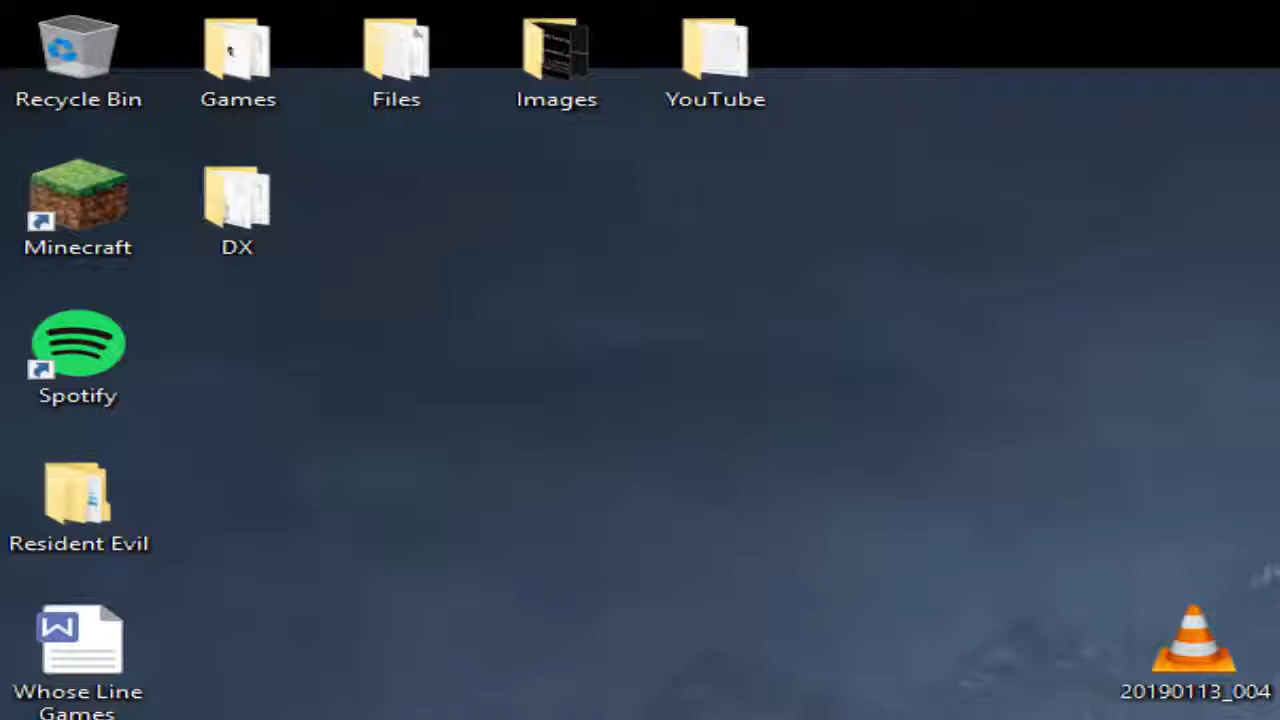 Recycle Bin
Games
Files
Images
YouTube
Minecraft
DX
Spotify
Resident Evil
W
Whose Line
Games
20190113_004